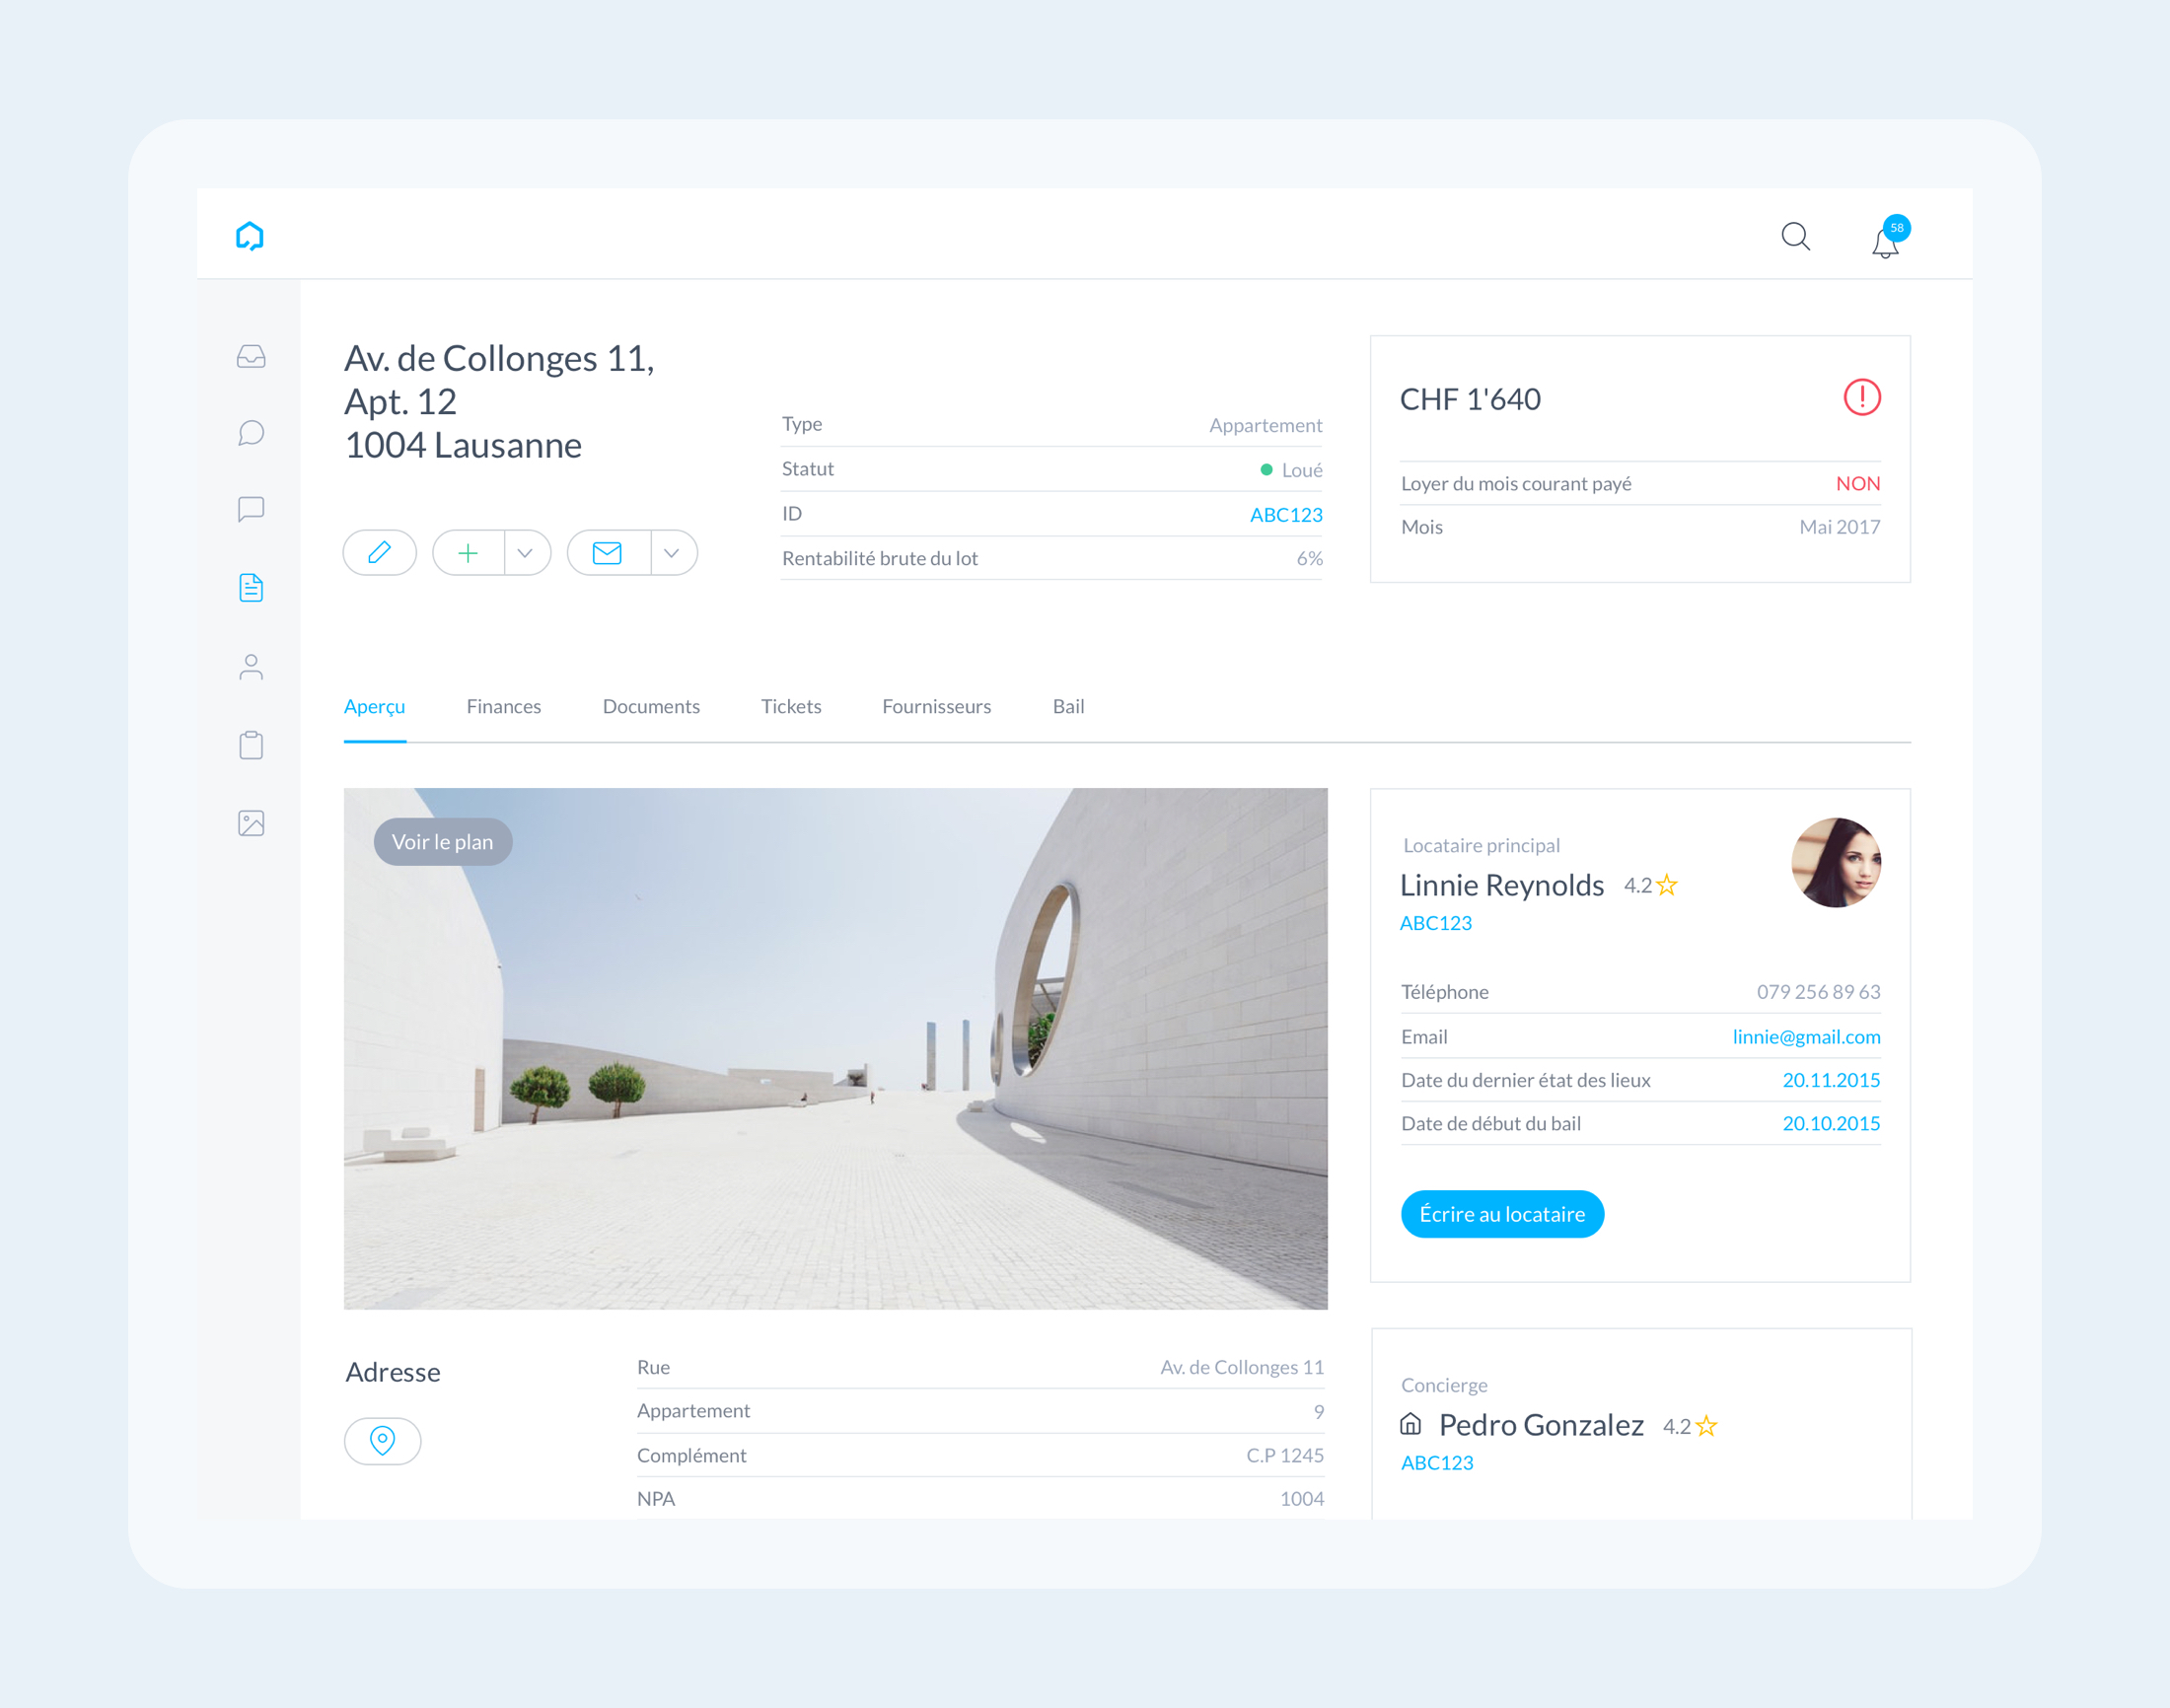 58
Av. de Collonges 11,
Apt. 12
1004 Lausanne
Type Appartement
Statut Loué
ID ABC123
Rentabilité brute du lot 6%
CHF 1'640
Loyer du mois courant payé NON
Mois Mai 2017
Aperçu Finances Documents Tickets Fournisseurs Bail
Voir le plan
Locataire principal
Linnie Reynolds 4.2
ABC123
Téléphone 079 256 89 63
Email linnie@gmail.com
Date du dernier état des lieux 20.11.2015
Date de début du bail 20.10.2015
Écrire au locataire
Adresse
Rue Av. de Collonges 11
Appartement 9
Complément C.P 1245
NPA 1004
Concierge
Pedro Gonzalez 4.2
ABC123